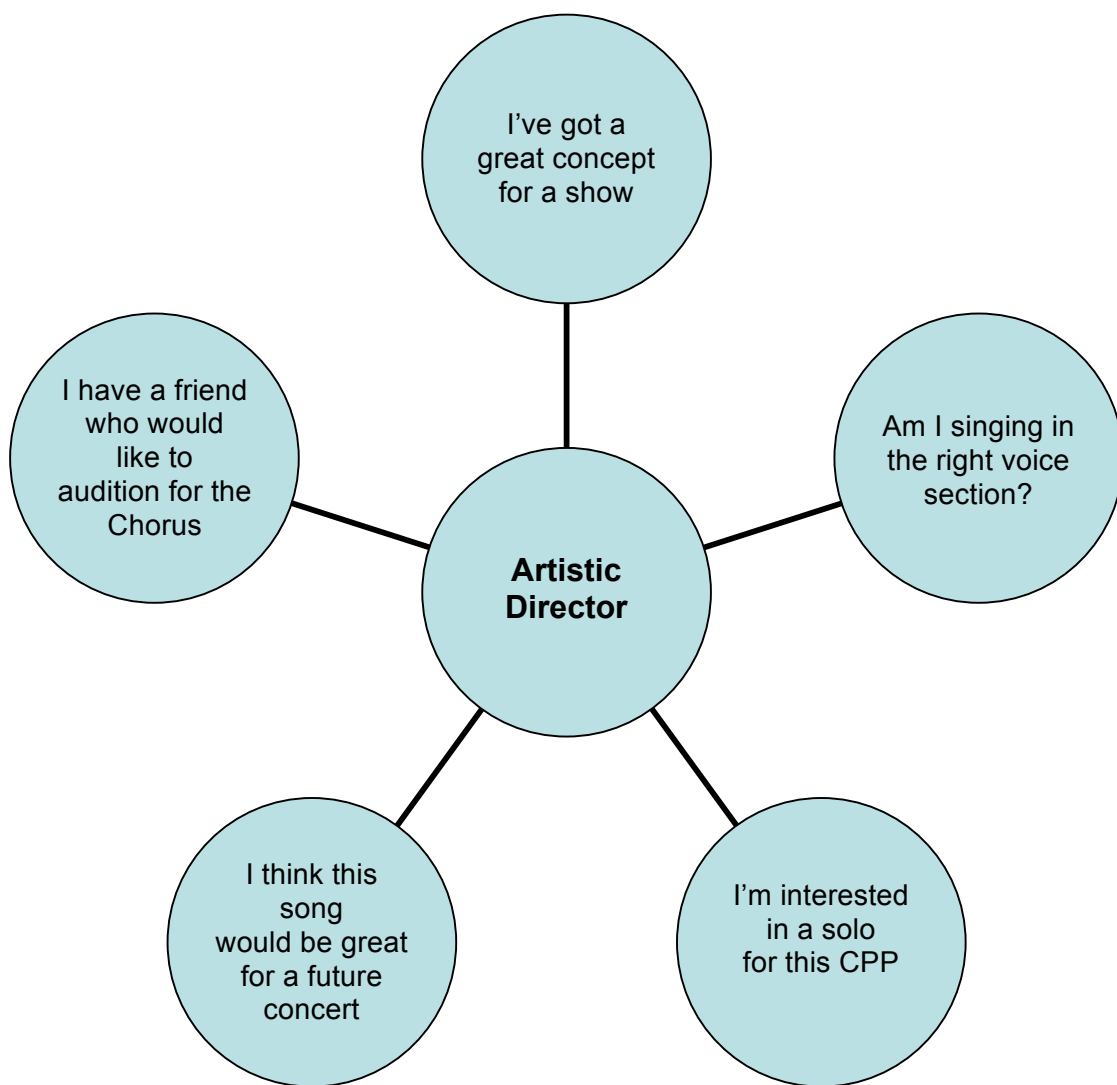 I’ve got a
great concept
for a show
I have a friend
who would
like to
audition for the
Chorus
Am I singing in
the right voice
section?
Artistic
Director
I think this
song
would be great
for a future
concert
I’m interested
in a solo
for this CPP